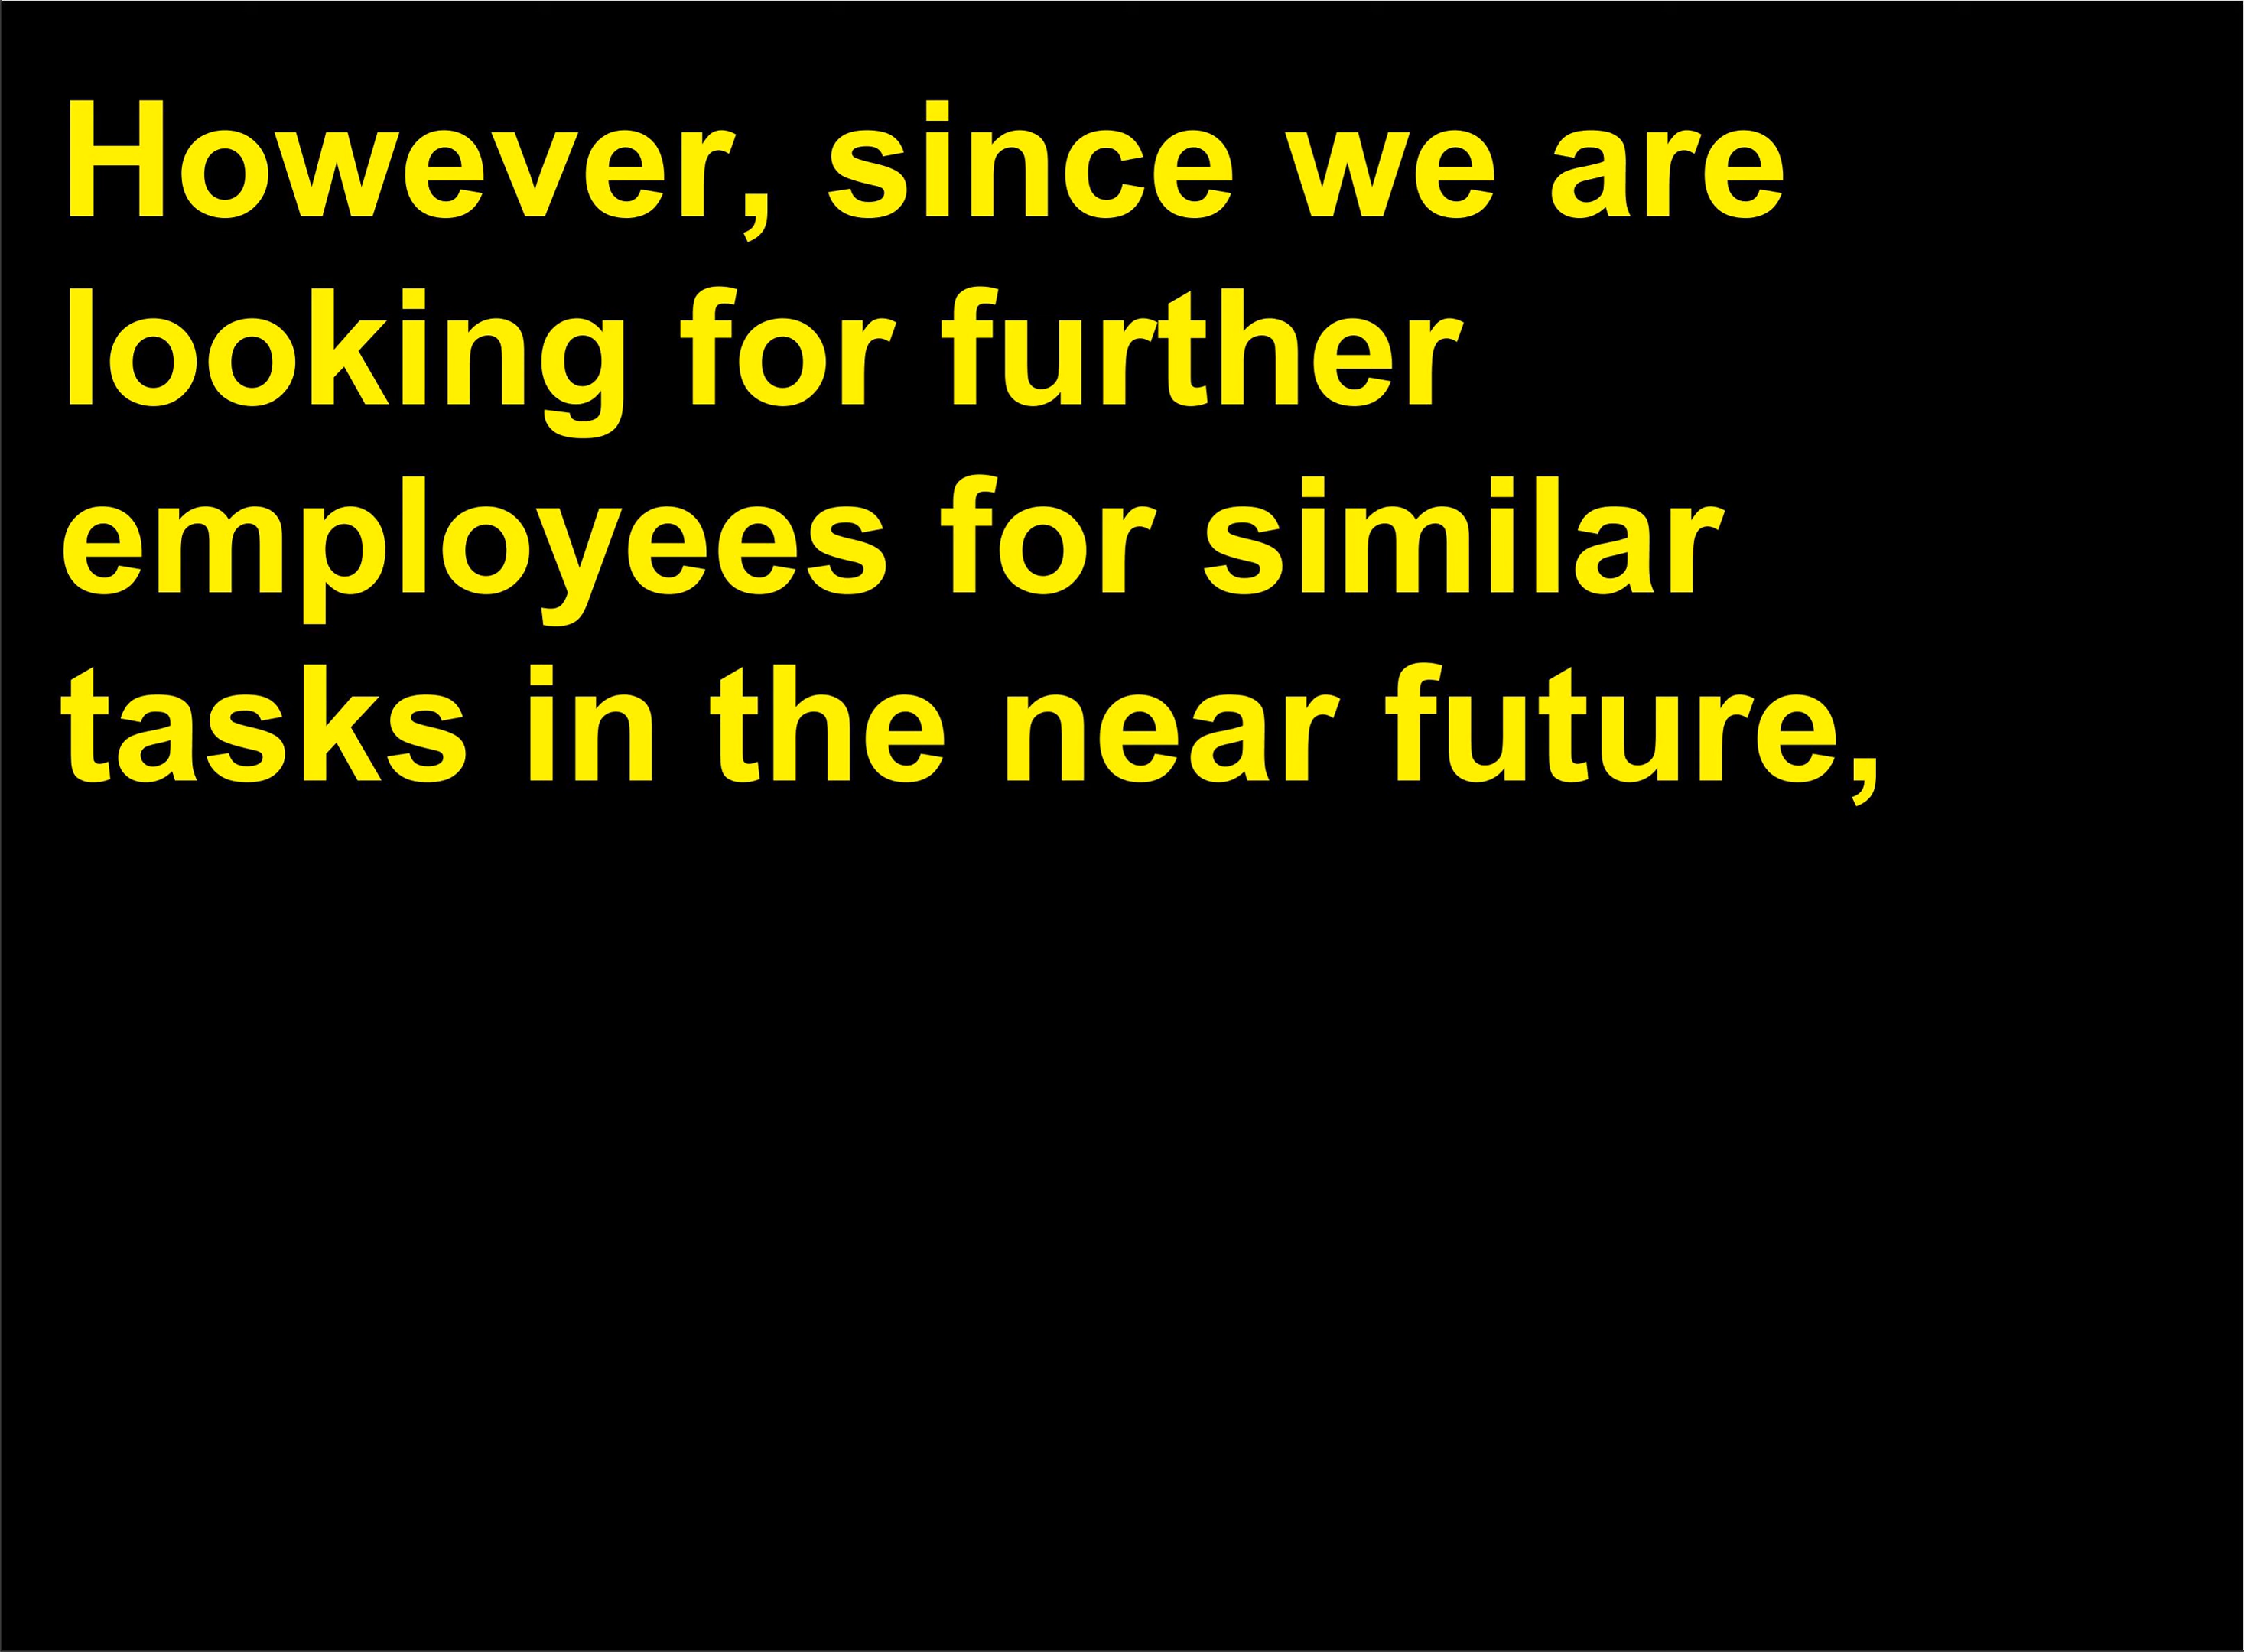 However, since we are
looking for further
employees for similar
tasks in the near future,